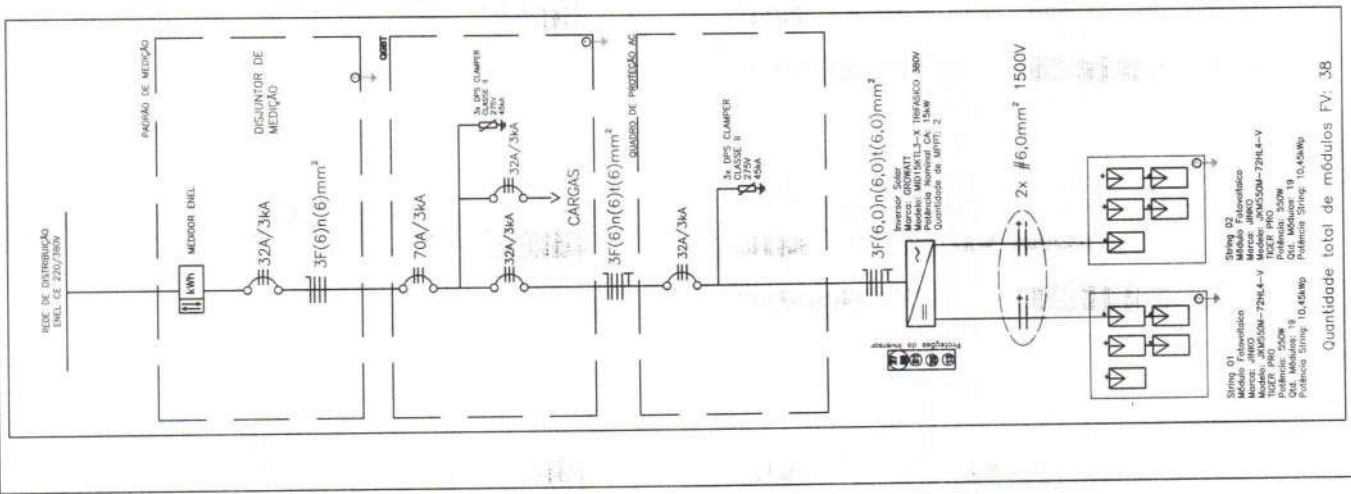 REDE DE DISTRIBUIÇÃO
ENEL CE 220/380V
PADRÃO DE MEDIÇÃO
kWh
MEDIDOR ENEL
DISJUNTOR DE
MEDIÇÃO
32A/3kA
3F(6)n(6)mm²
QGBT
70A/3kA
3x DPS CLAMPER
CLASSE II
275V
45kA
32A/3kA
32A/3kA
CARGAS
3F(6)n(6)t(6)mm²
QUADRO DE PROTEÇÃO AC
32A/3kA
3x DPS CLAMPER
CLASSE II
275V
45kA
3F(6,0)n(6,0)t(6,0)mm²
Inversor Solar
Marca: GROWATT
Modelo: MID15KTL3-X TRIFASICO 380V
Potência Nominal CA: 15kW
Quantidade de MPPT: 2
Proteções do inversor
2x #6,0mm² 1500V
String 01
Módulo Fotovoltaico
Marca: JINKO
Modelo: JKM550M-72HL4-V
TIGER PRO
Potência: 550W
Qtd. Módulos: 19
Potência String: 10,45kWp
String 02
Módulo Fotovoltaico
Marca: JINKO
Modelo: JKM550M-72HL4-V
TIGER PRO
Potência: 550W
Qtd. Módulos: 19
Potência String: 10,45kWp
Quantidade total de módulos FV: 38